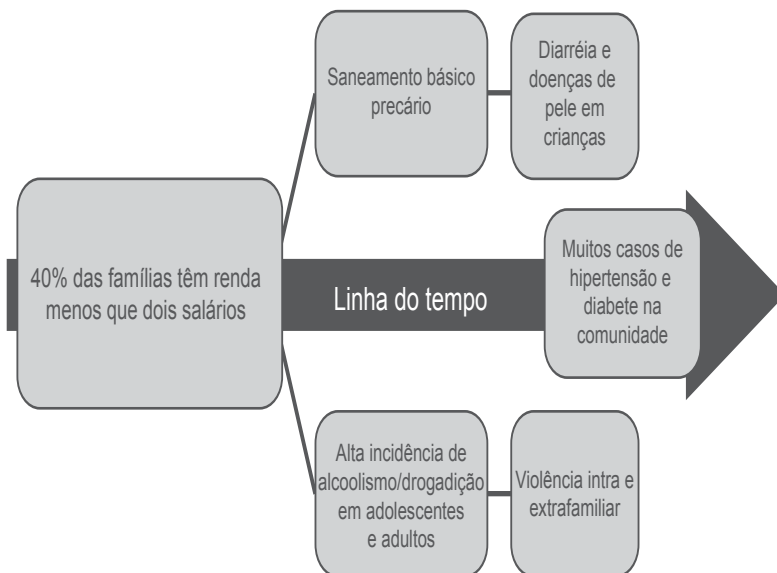 Saneamento básico
precário
Diarréia e
doenças de
pele em
crianças
40% das famílias têm renda
menos que dois salários
Linha do tempo
Muitos casos de
hipertensão e
diabete na
comunidade
Alta incidência de
alcoolismo/drogadição
em adolescentes
e adultos
Violência intra e
extrafamiliar